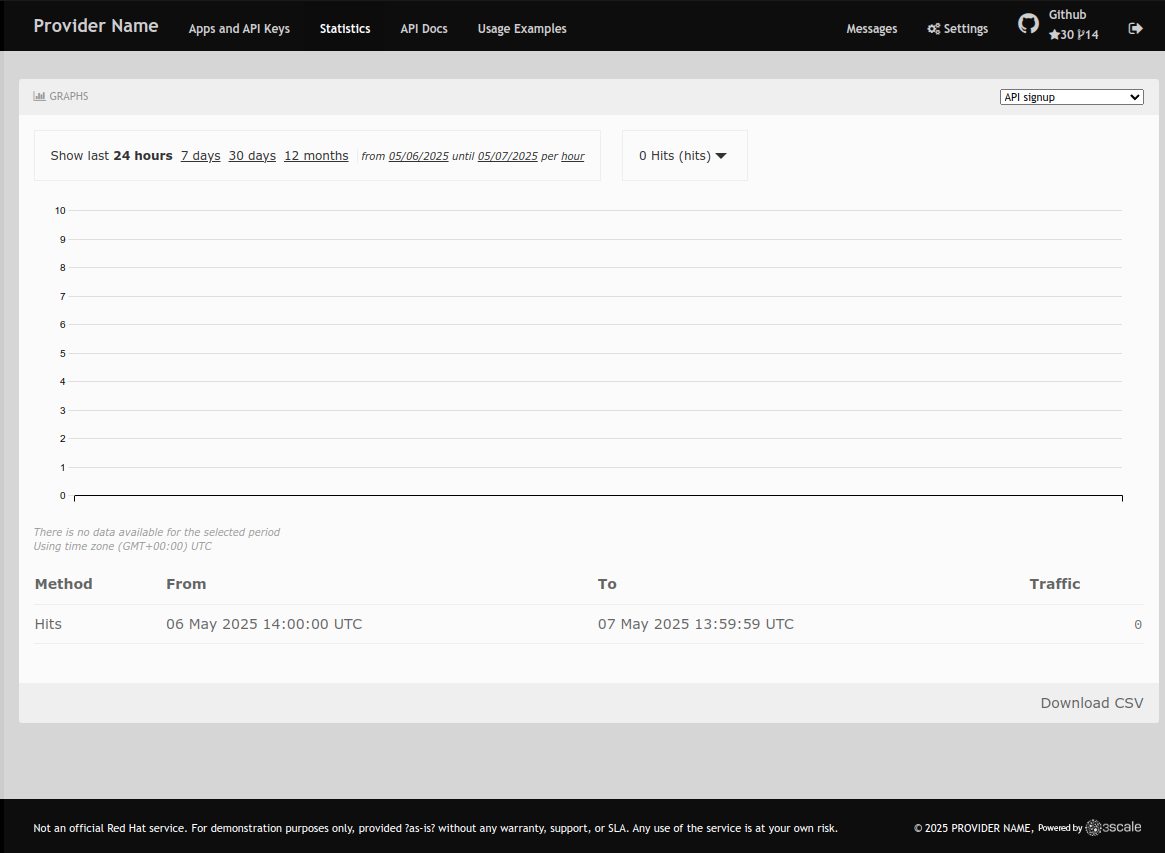 Provider Name
Apps and API Keys
Statistics
API Docs
Usage Examples
Messages
Settings
Github
30 14
GRAPHS
API signup
Show last 24 hours 7 days 30 days 12 months from 05/06/2025 until 05/07/2025 per hour
0 Hits (hits)
10
9
8
7
6
5
4
3
2
1
0
There is no data available for the selected period
Using time zone (GMT+00:00) UTC
Method From To Traffic
Hits 06 May 2025 14:00:00 UTC 07 May 2025 13:59:59 UTC 0
Download CSV
Not an official Red Hat service. For demonstration purposes only, provided ?as-is? without any warranty, support, or SLA. Any use of the service is at your own risk.
© 2025 PROVIDER NAME, Powered by 3scale